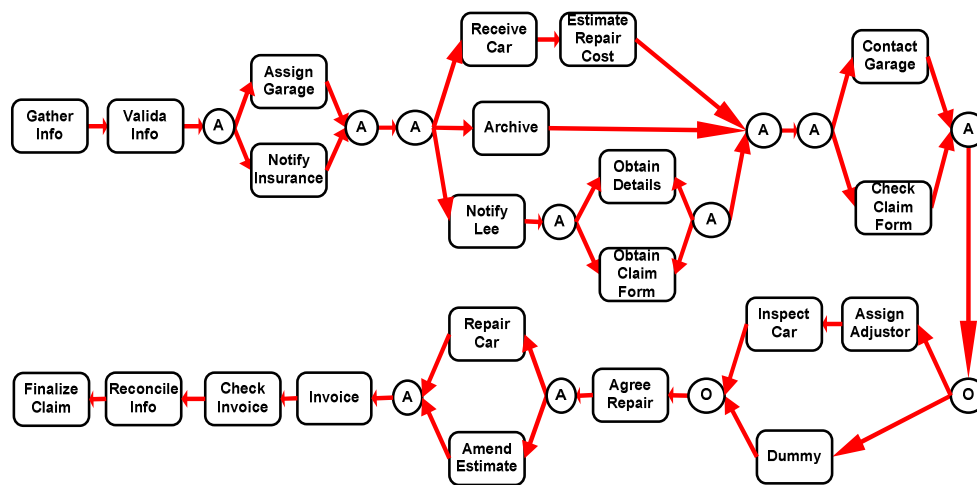 Gather
Info
Valida
Info
A
Assign
Garage
Notify
Insurance
A
A
Receive
Car
Estimate
Repair
Cost
Archive
Notify
Lee
A
Obtain
Details
Obtain
Claim
Form
A
A
A
Contact
Garage
Check
Claim
Form
A
O
Assign
Adjustor
Inspect
Car
Dummy
O
Agree
Repair
A
Repair
Car
Amend
Estimate
A
Invoice
Check
Invoice
Reconcile
Info
Finalize
Claim